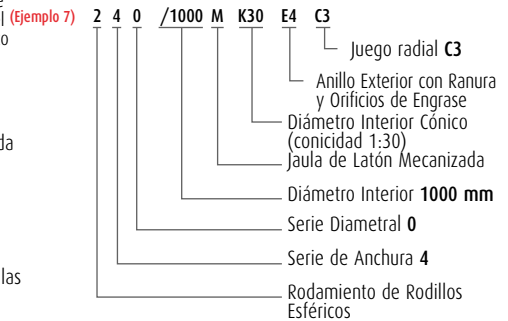 l (Ejemplo 7) 2 4 0 /1000 M K30 E4 C3
o
Juego radial C3
Anillo Exterior con Ranura
y Orificios de Engrase
Diámetro Interior Cónico
(conicidad 1:30)
da
Jaula de Latón Mecanizada
Diámetro Interior 1000 mm
Serie Diametral 0
Serie de Anchura 4
las
Rodamiento de Rodillos
Esféricos